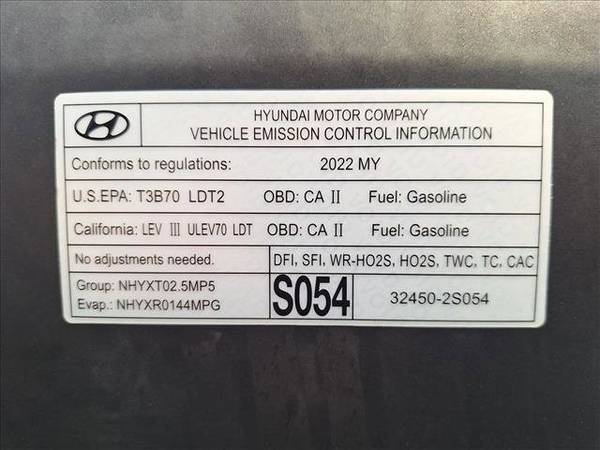 HYUNDAI MOTOR COMPANY
VEHICLE EMISSION CONTROL INFORMATION
Conforms to regulations: 2022 MY
U.S.EPA: T3B70 LDT2 OBD: CA II Fuel: Gasoline
California: LEV III ULEV70 LDT OBD: CA II Fuel: Gasoline
No adjustments needed. DFI, SFI, WR-HO2S, HO2S, TWC, TC, CAC
Group: NHYXT02.5MP5
Evap.: NHYXR0144MPG
S054
32450-2S054